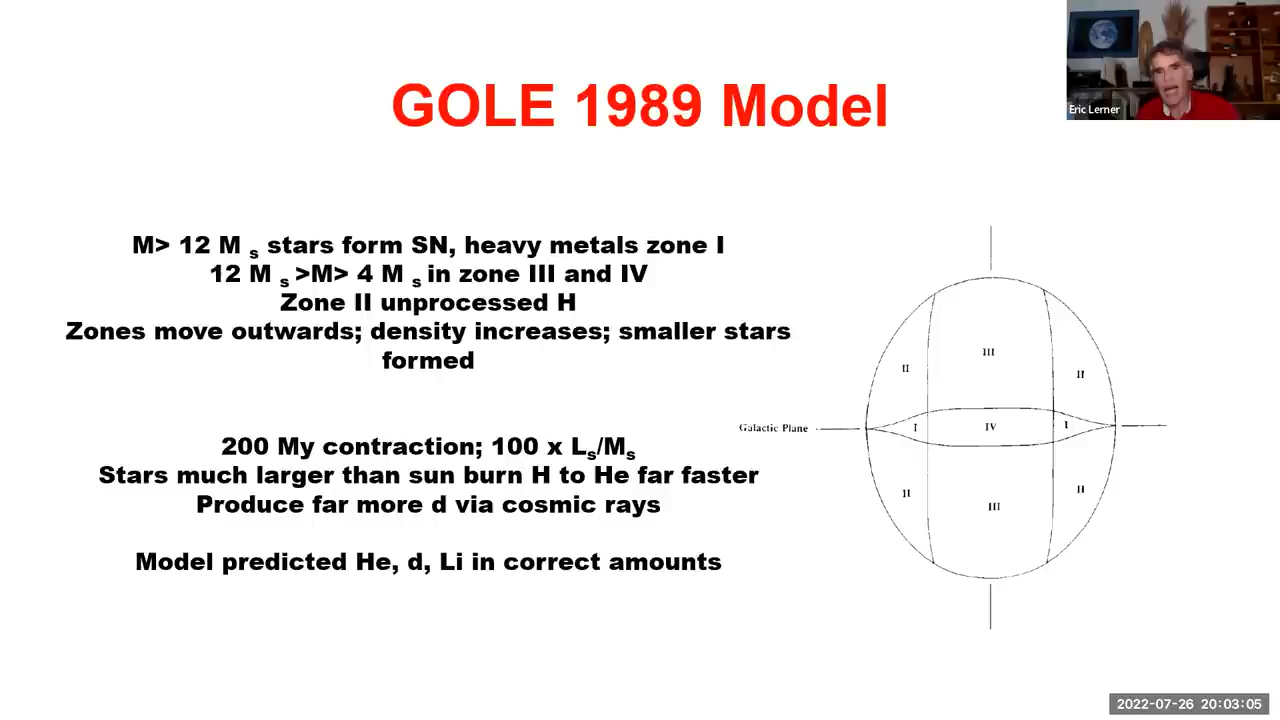 Eric Lerner
GOLE 1989 Model
M> 12 M s stars form SN, heavy metals zone I
12 M s >M> 4 M s in zone III and IV
Zone II unprocessed H
Zones move outwards; density increases; smaller stars
formed
200 My contraction; 100 x Ls/Ms
Stars much larger than sun burn H to He far faster
Produce far more d via cosmic rays
Model predicted He, d, Li in correct amounts
III
II
II
Galactic Plane
I
IV
I
II
II
III
2022-07-26 20:03:05